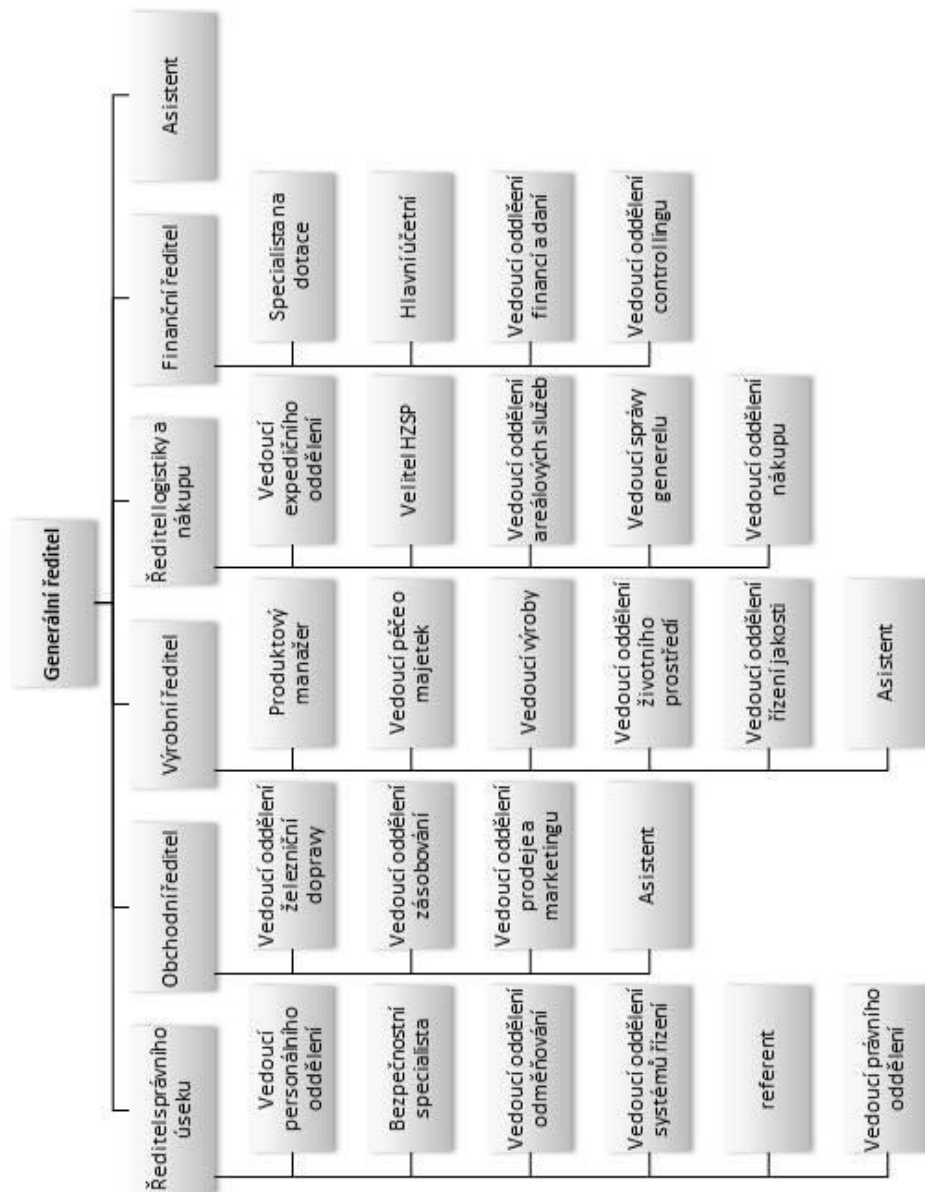 Generální ředitel
Ředitel správního
úseku
Obchodní ředitel
Výrobní ředitel
Ředitel logistiky a
nákupu
Finanční ředitel
Asistent
Vedoucí
personálního
oddělení
Bezpečnostní
specialista
Vedoucí oddělení
odměňování
Vedoucí oddělení
systémů řízení
referent
Vedoucí právního
oddělení
Vedoucí oddělení
železniční
dopravy
Vedoucí oddělení
zásobování
Vedoucí oddělení
prodeje a
marketingu
Asistent
Produktový
manažer
Vedoucí péče o
majetek
Vedoucí výroby
Vedoucí oddělení
životního
prostředí
Vedoucí oddělení
řízení jakosti
Asistent
Vedoucí
expedičního
oddělení
Velitel HZSP
Vedoucí oddělení
areálových služeb
Vedoucí správy
generelu
Vedoucí oddělení
nákupu
Specialista na
dotace
Hlavní účetní
Vedoucí oddlěení
financí a daní
Vedoucí oddělení
controllingu